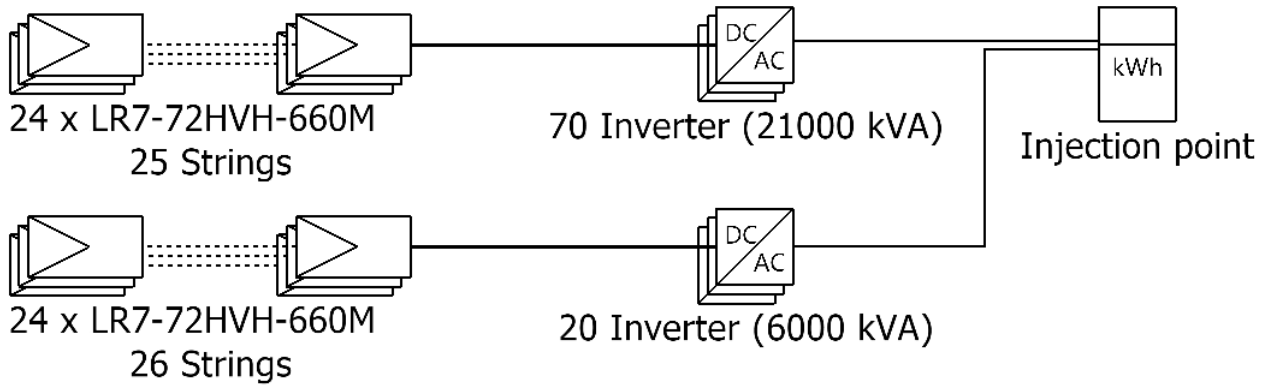 DC
AC
kWh
24 x LR7-72HVH-660M
25 Strings
70 Inverter (21000 kVA)
Injection point
DC
AC
24 x LR7-72HVH-660M
26 Strings
20 Inverter (6000 kVA)